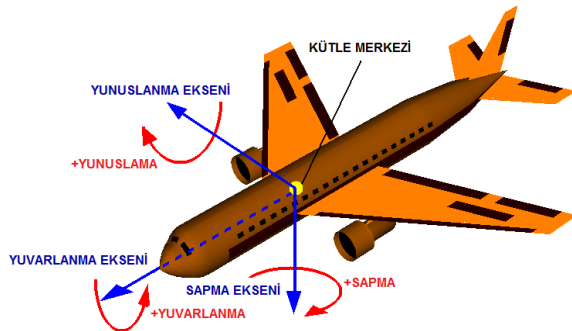 KÜTLE MERKEZİ
YUNUSLANMA EKSENİ
+YUNUSLAMA
YUVARLANMA EKSENİ
+YUVARLANMA
SAPMA EKSENİ
+SAPMA